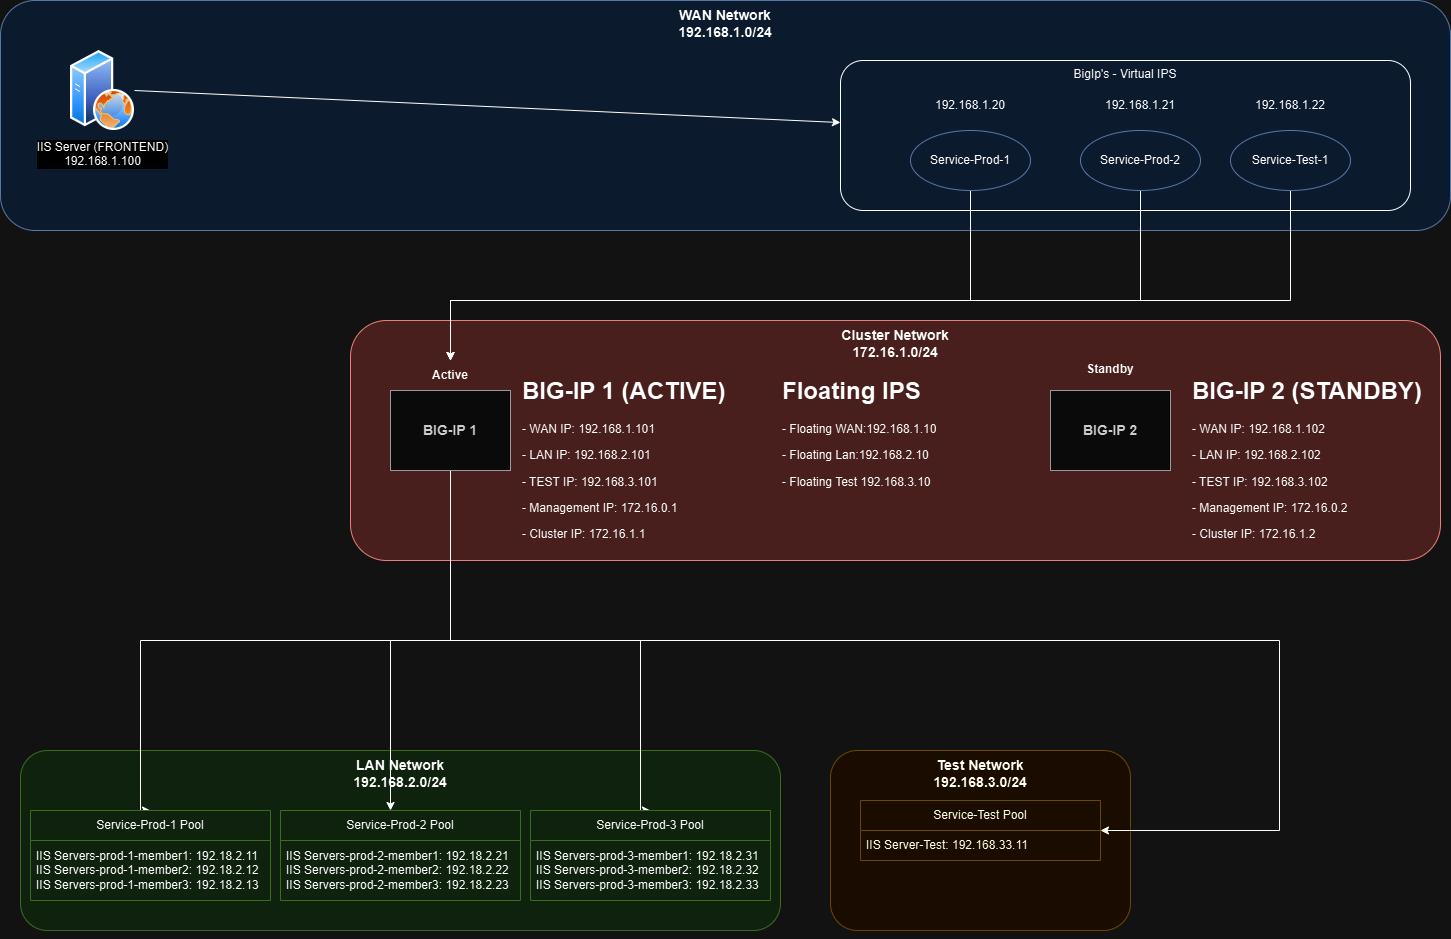 WAN Network
192.168.1.0/24
IIS Server (FRONTEND)
192.168.1.100
BigIp's - Virtual IPS
192.168.1.20
192.168.1.21
192.168.1.22
Service-Prod-1
Service-Prod-2
Service-Test-1
Cluster Network
172.16.1.0/24
Active
BIG-IP 1
BIG-IP 1 (ACTIVE)
- WAN IP: 192.168.1.101
- LAN IP: 192.168.2.101
- TEST IP: 192.168.3.101
- Management IP: 172.16.0.1
- Cluster IP: 172.16.1.1
Floating IPS
- Floating WAN:192.168.1.10
- Floating Lan:192.168.2.10
- Floating Test 192.168.3.10
Standby
BIG-IP 2
BIG-IP 2 (STANDBY)
- WAN IP: 192.168.1.102
- LAN IP: 192.168.2.102
- TEST IP: 192.168.3.102
- Management IP: 172.16.0.2
- Cluster IP: 172.16.1.2
LAN Network
192.168.2.0/24
Service-Prod-1 Pool
IIS Servers-prod-1-member1: 192.18.2.11
IIS Servers-prod-1-member2: 192.18.2.12
IIS Servers-prod-1-member3: 192.18.2.13
Service-Prod-2 Pool
IIS Servers-prod-2-member1: 192.18.2.21
IIS Servers-prod-2-member2: 192.18.2.22
IIS Servers-prod-2-member3: 192.18.2.23
Service-Prod-3 Pool
IIS Servers-prod-3-member1: 192.18.2.31
IIS Servers-prod-3-member2: 192.18.2.32
IIS Servers-prod-3-member3: 192.18.2.33
Test Network
192.168.3.0/24
Service-Test Pool
IIS Server-Test: 192.168.33.11